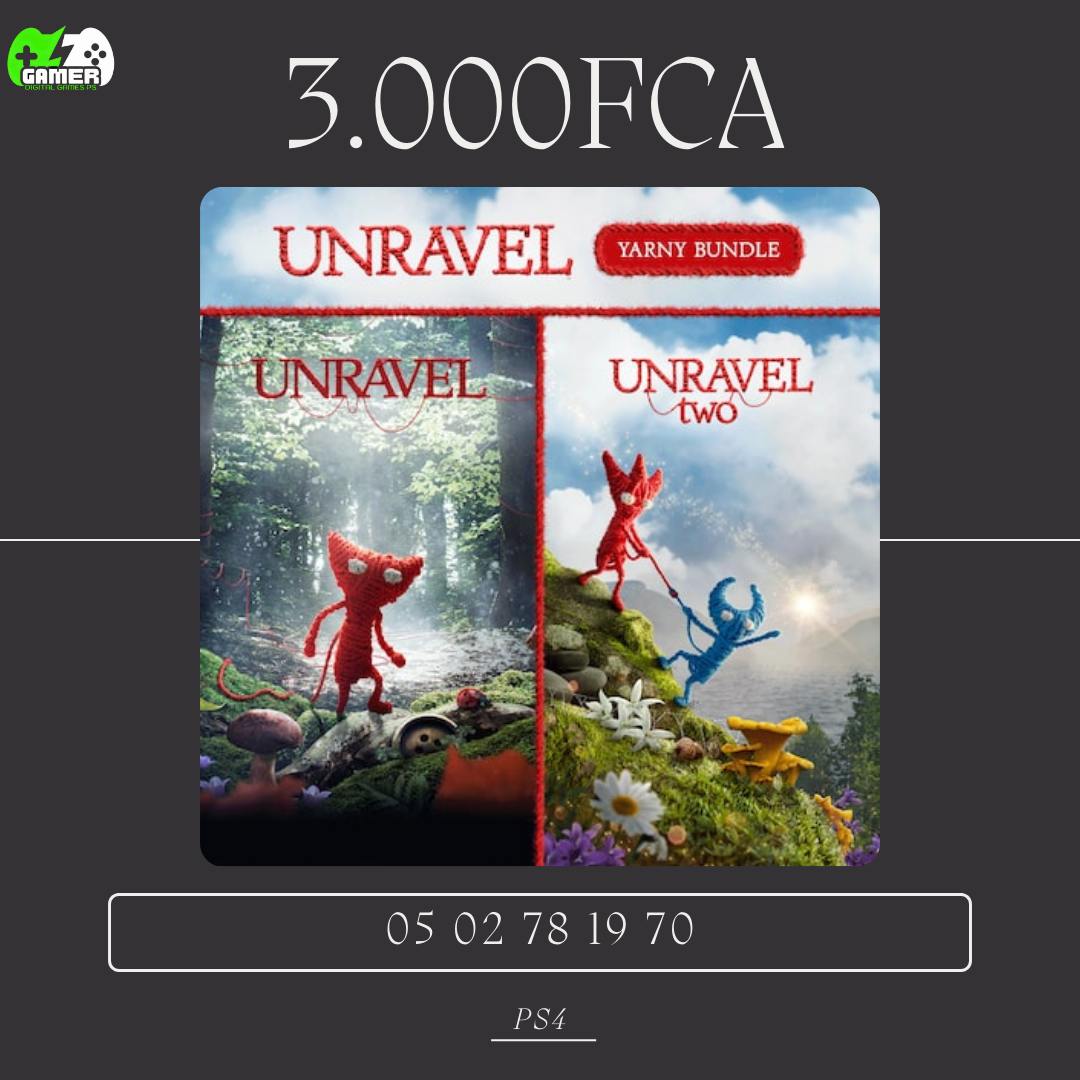 GAMER
DIGITAL GAMES PS
3.000FCA
UNRAVEL
YARNY BUNDLE
UNRAVEL
UNRAVEL
two
05 02 78 19 70
PS4